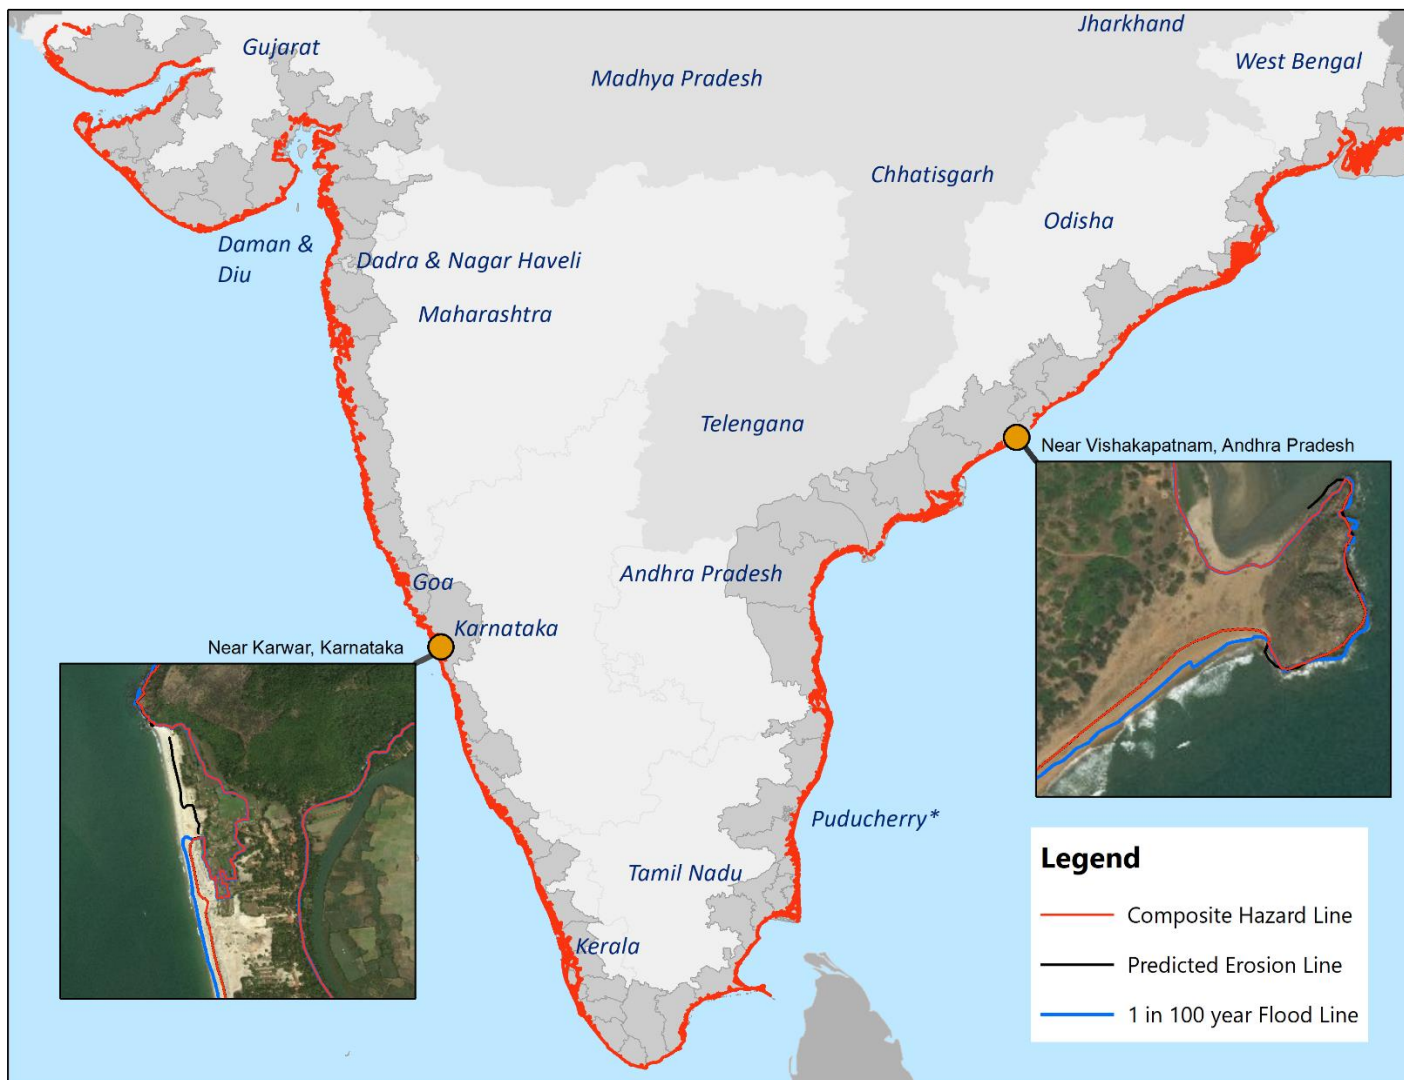 Jharkhand
Gujarat
West Bengal
Madhya Pradesh
Chhatisgarh
Odisha
Daman &
Diu
Dadra & Nagar Haveli
Maharashtra
Telengana
Near Vishakapatnam, Andhra Pradesh
Goa
Andhra Pradesh
Karnataka
Near Karwar, Karnataka
Puducherry*
Tamil Nadu
Kerala
Legend
Composite Hazard Line
Predicted Erosion Line
1 in 100 year Flood Line